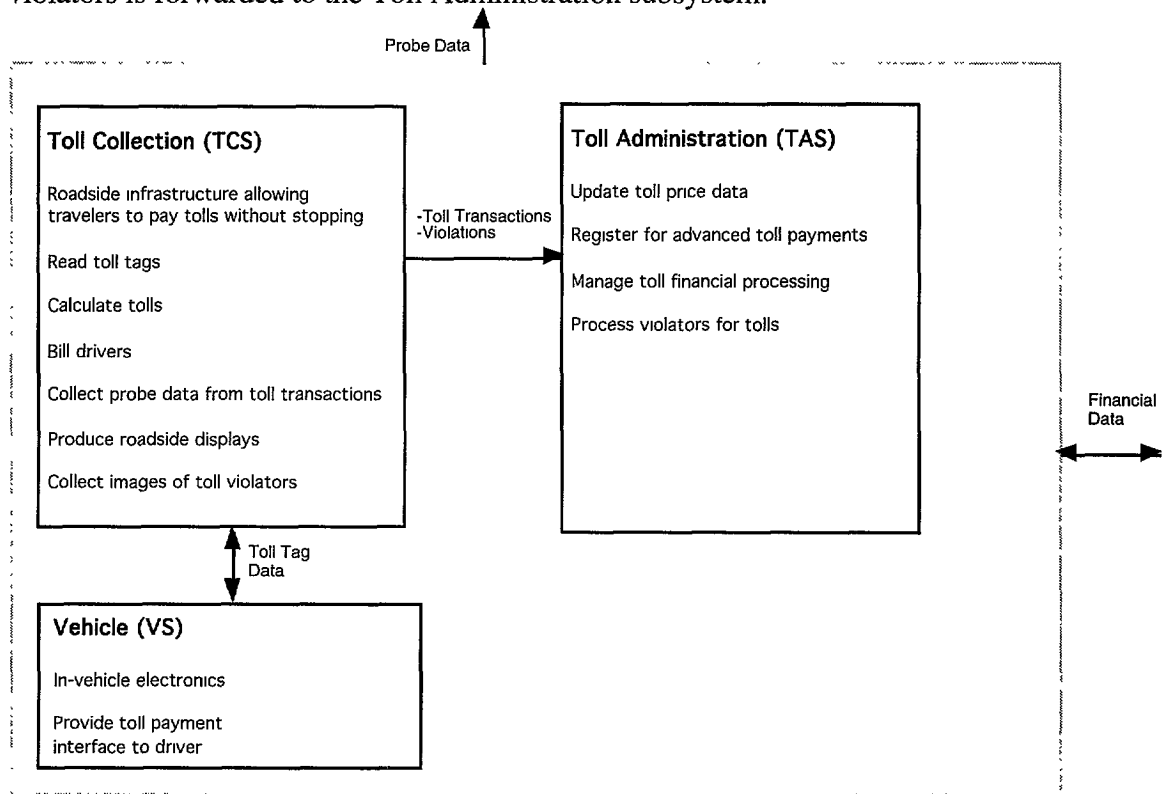 violators is forwarded to the Toll Administration subsystem.
Probe Data
Toll Collection (TCS)
Roadside infrastructure allowing
travelers to pay tolls without stopping
Read toll tags
Calculate tolls
Bill drivers
Collect probe data from toll transactions
Produce roadside displays
Collect images of toll violators
-Toll Transactions
-Violations
Toll Administration (TAS)
Update toll price data
Register for advanced toll payments
Manage toll financial processing
Process violators for tolls
Financial
Data
Toll Tag
Data
Vehicle (VS)
In-vehicle electronics
Provide toll payment
interface to driver